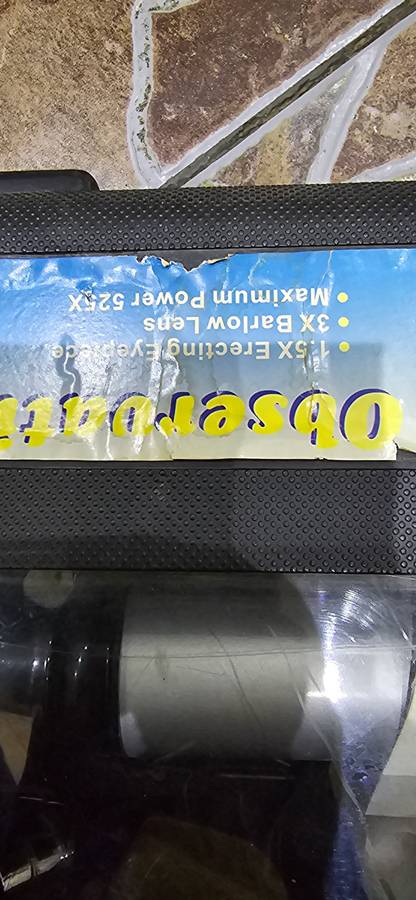 Observati
• 1.5X Erecting Eyepiece
• 3X Barlow Lens
• Maximum Power 525X